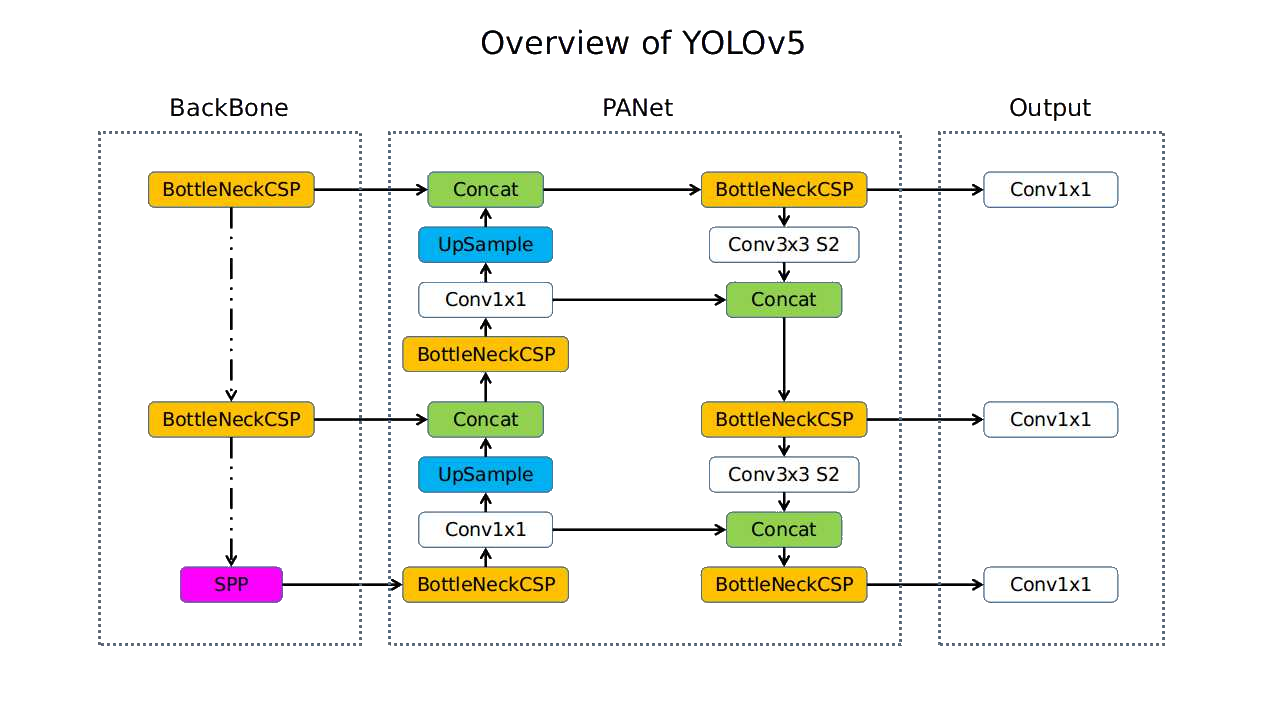 Overview of YOLOv5
BackBone
PANet
Output
BottleNeckCSP
BottleNeckCSP
SPP
Concat
UpSample
Conv1x1
BottleNeckCSP
Concat
UpSample
Conv1x1
BottleNeckCSP
BottleNeckCSP
Conv3x3 S2
Concat
BottleNeckCSP
Conv3x3 S2
Concat
BottleNeckCSP
Conv1x1
Conv1x1
Conv1x1